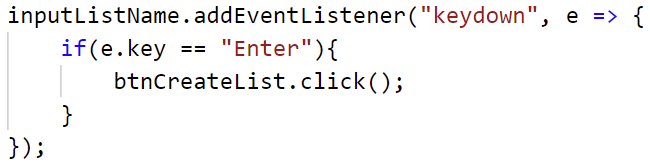 inputListName.addEventListener("keydown", e => {
    if(e.key == "Enter"){
        btnCreateList.click();
    }
});